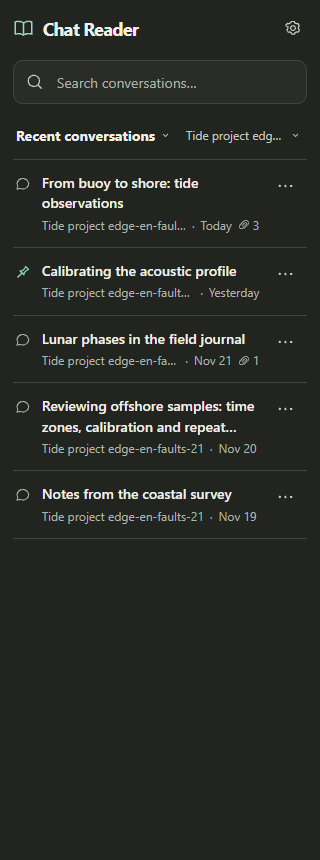 Chat Reader
Search conversations...
Recent conversations
Tide project edg...
From buoy to shore: tide
observations
Tide project edge-en-faul... · Today 3
Calibrating the acoustic profile
Tide project edge-en-fault... · Yesterday
Lunar phases in the field journal
Tide project edge-en-fa... · Nov 21 1
Reviewing offshore samples: time
zones, calibration and repeat...
Tide project edge-en-faults-21 · Nov 20
Notes from the coastal survey
Tide project edge-en-faults-21 · Nov 19